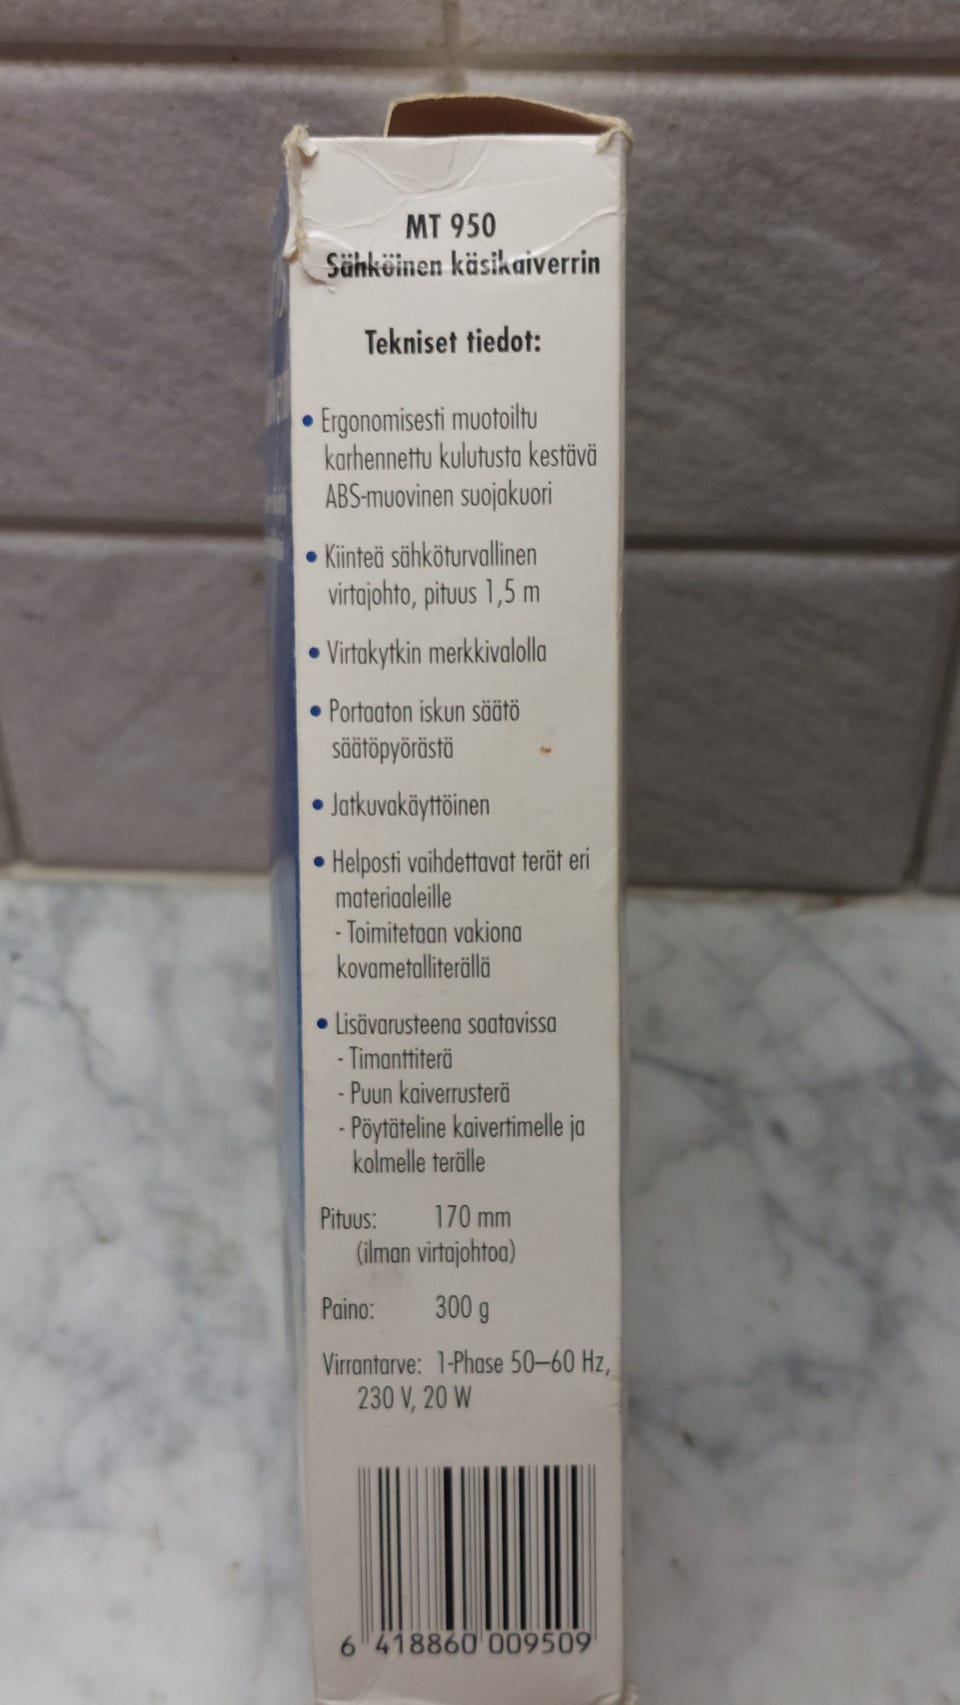 MT 950
Sähköinen käsikaiverrin
Tekniset tiedot:
• Ergonomisesti muotoiltu
karhennettu kulutusta kestävä
ABS-muovinen suojakuori
• Kiinteä sähköturvallinen
virtajohto, pituus 1,5 m
• Virtakytkin merkkivalolla
• Portaaton iskun säätö
säätöpyörästä
• Jatkuvakäyttöinen
• Helposti vaihdettavat terät eri
materiaaleille
- Toimitetaan vakiona
kovametalliterällä
• Lisävarusteena saatavissa
- Timanttiterä
- Puun kaiverrusterä
- Pöytäteline kaivertimelle ja
kolmelle terälle
Pituus: 170 mm
(ilman virtajohtoa)
Paino: 300 g
Virrantarve: 1-Phase 50–60 Hz,
230 V, 20 W
6 418860 009509